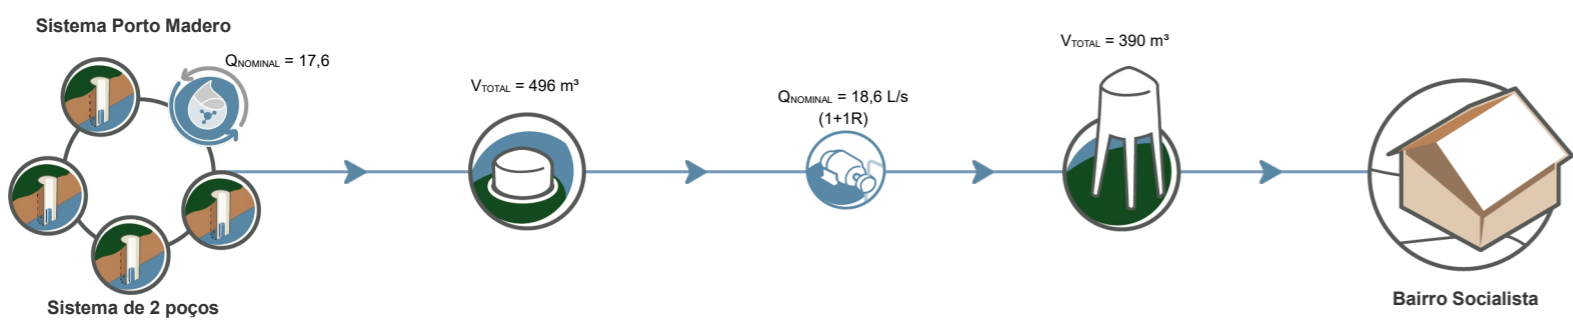 Sistema Porto Madero
QNOMINAL = 17,6
VTOTAL = 496 m³
QNOMINAL = 18,6 L/s
(1+1R)
VTOTAL = 390 m³
Sistema de 2 poços
Bairro Socialista